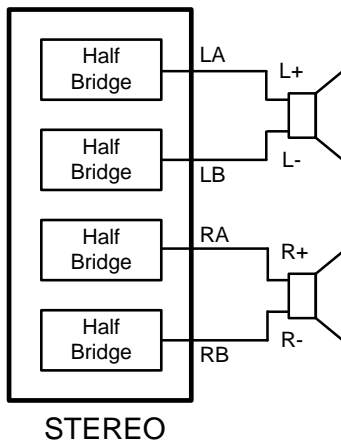 Half
Bridge
LA
L+
Half
Bridge
LB
L-
Half
Bridge
RA
R+
Half
Bridge
RB
R-
STEREO